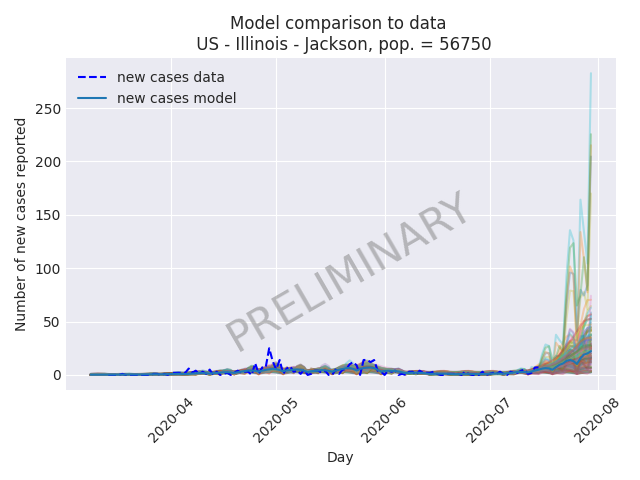 Model comparison to data
US - Illinois - Jackson, pop. = 56750
new cases data
new cases model
Number of new cases reported
250
200
150
100
50
0
PRELIMINARY
2020-04
2020-05
2020-06
2020-07
2020-08
Day